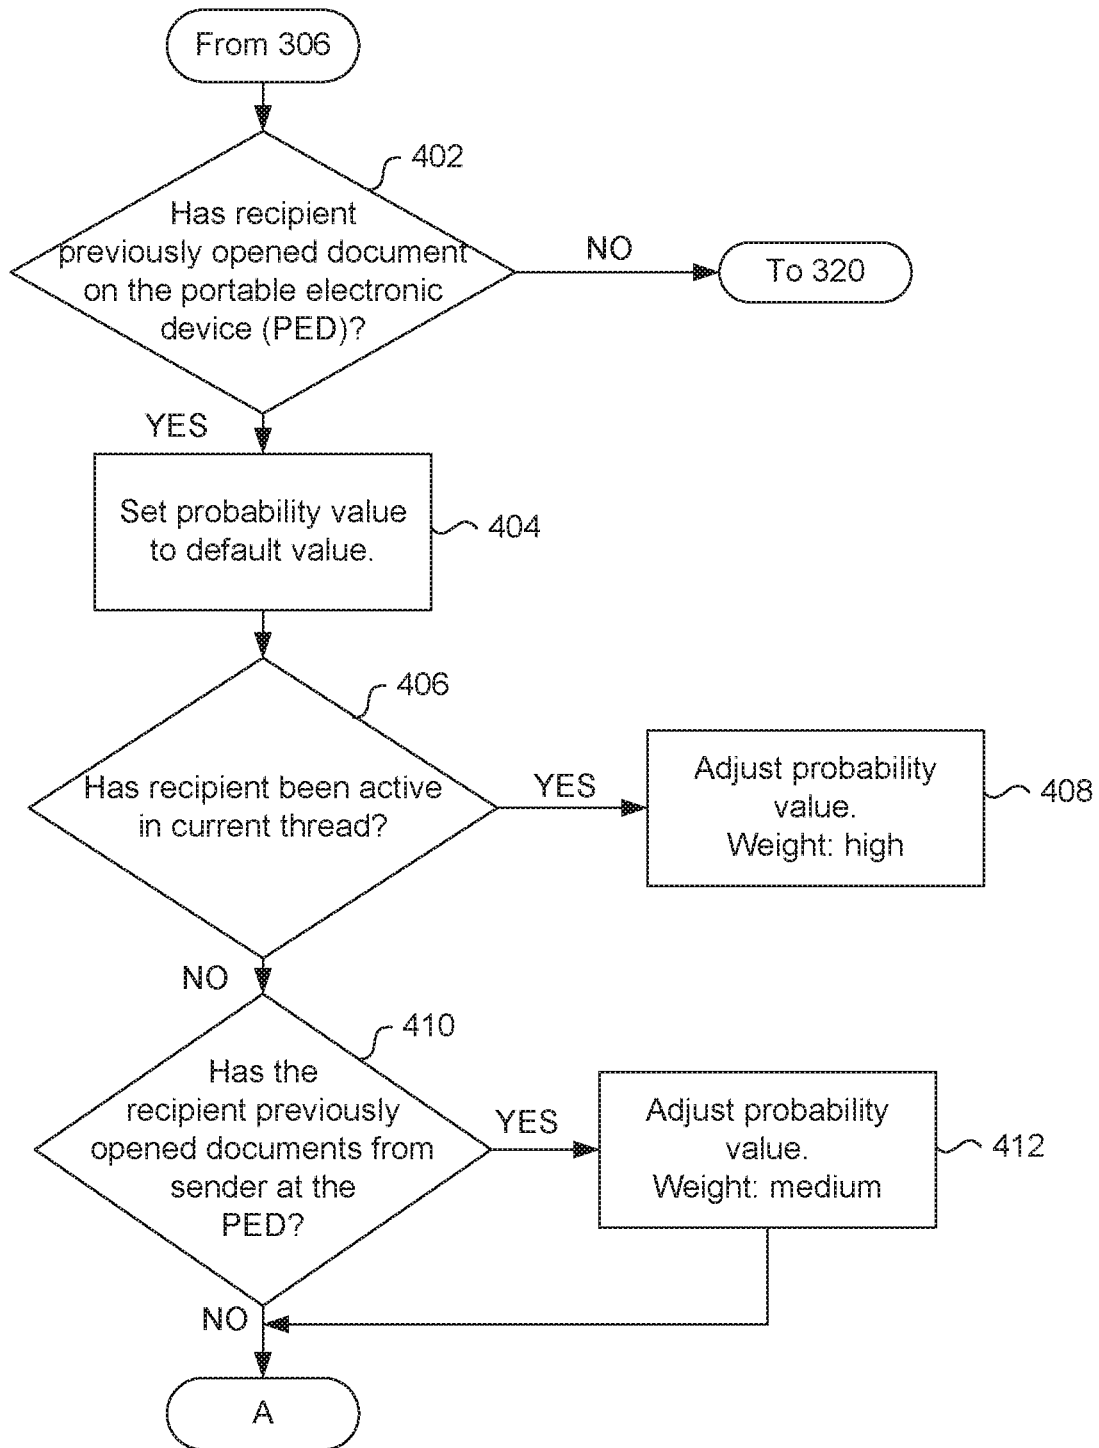 From 306
402
Has recipient
previously opened document
on the portable electronic
device (PED)?
NO
To 320
YES
Set probability value
to default value.
404
406
Has recipient been active
in current thread?
YES
Adjust probability
value.
Weight: high
408
NO
410
Has the
recipient previously
opened documents from
sender at the
PED?
YES
Adjust probability
value.
Weight: medium
412
NO
A